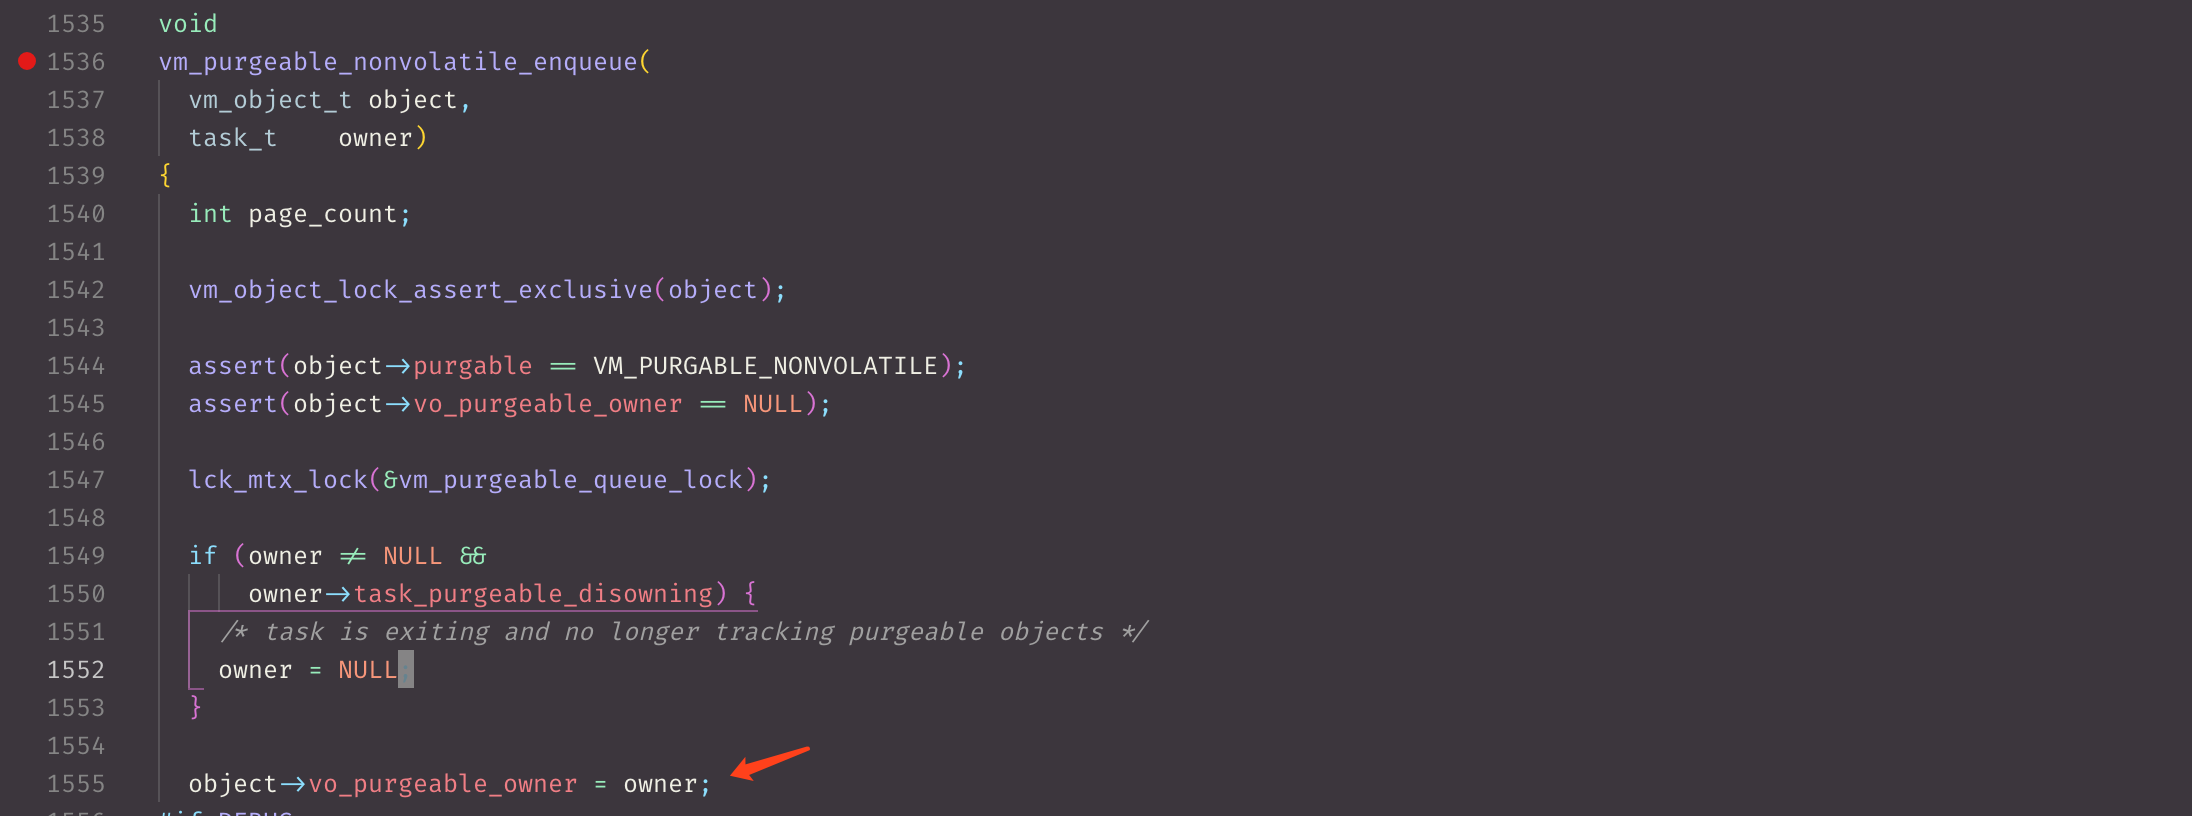 1535 void
1536 vm_purgeable_nonvolatile_enqueue(
1537 vm_object_t object,
1538 task_t    owner)
1539 {
1540 int page_count;
1541
1542 vm_object_lock_assert_exclusive(object);
1543
1544 assert(object->purgable == VM_PURGABLE_NONVOLATILE);
1545 assert(object->vo_purgeable_owner == NULL);
1546
1547 lck_mtx_lock(&vm_purgeable_queue_lock);
1548
1549 if (owner != NULL &&
1550 owner->task_purgeable_disowning) {
1551 /* task is exiting and no longer tracking purgeable objects */
1552 owner = NULL;
1553 }
1554
1555 object->vo_purgeable_owner = owner;